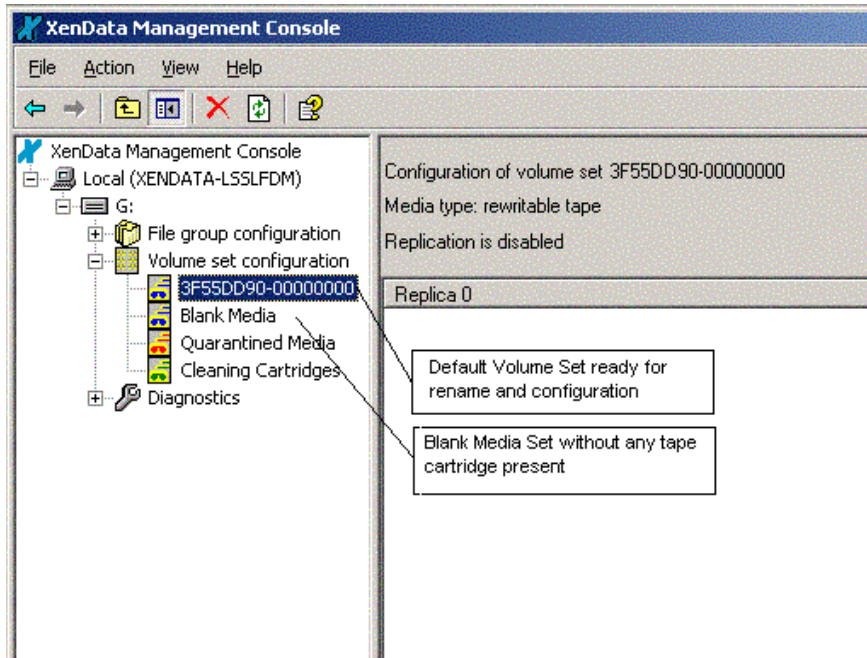 XenData Management Console
File Action View Help
XenData Management Console
Local (XENDATA-LSSLFDM)
G:
File group configuration
Volume set configuration
3F55DD90-00000000
Blank Media
Quarantined Media
Cleaning Cartridges
Diagnostics
Configuration of volume set 3F55DD90-00000000
Media type: rewritable tape
Replication is disabled
Replica 0
Default Volume Set ready for
rename and configuration
Blank Media Set without any tape
cartridge present